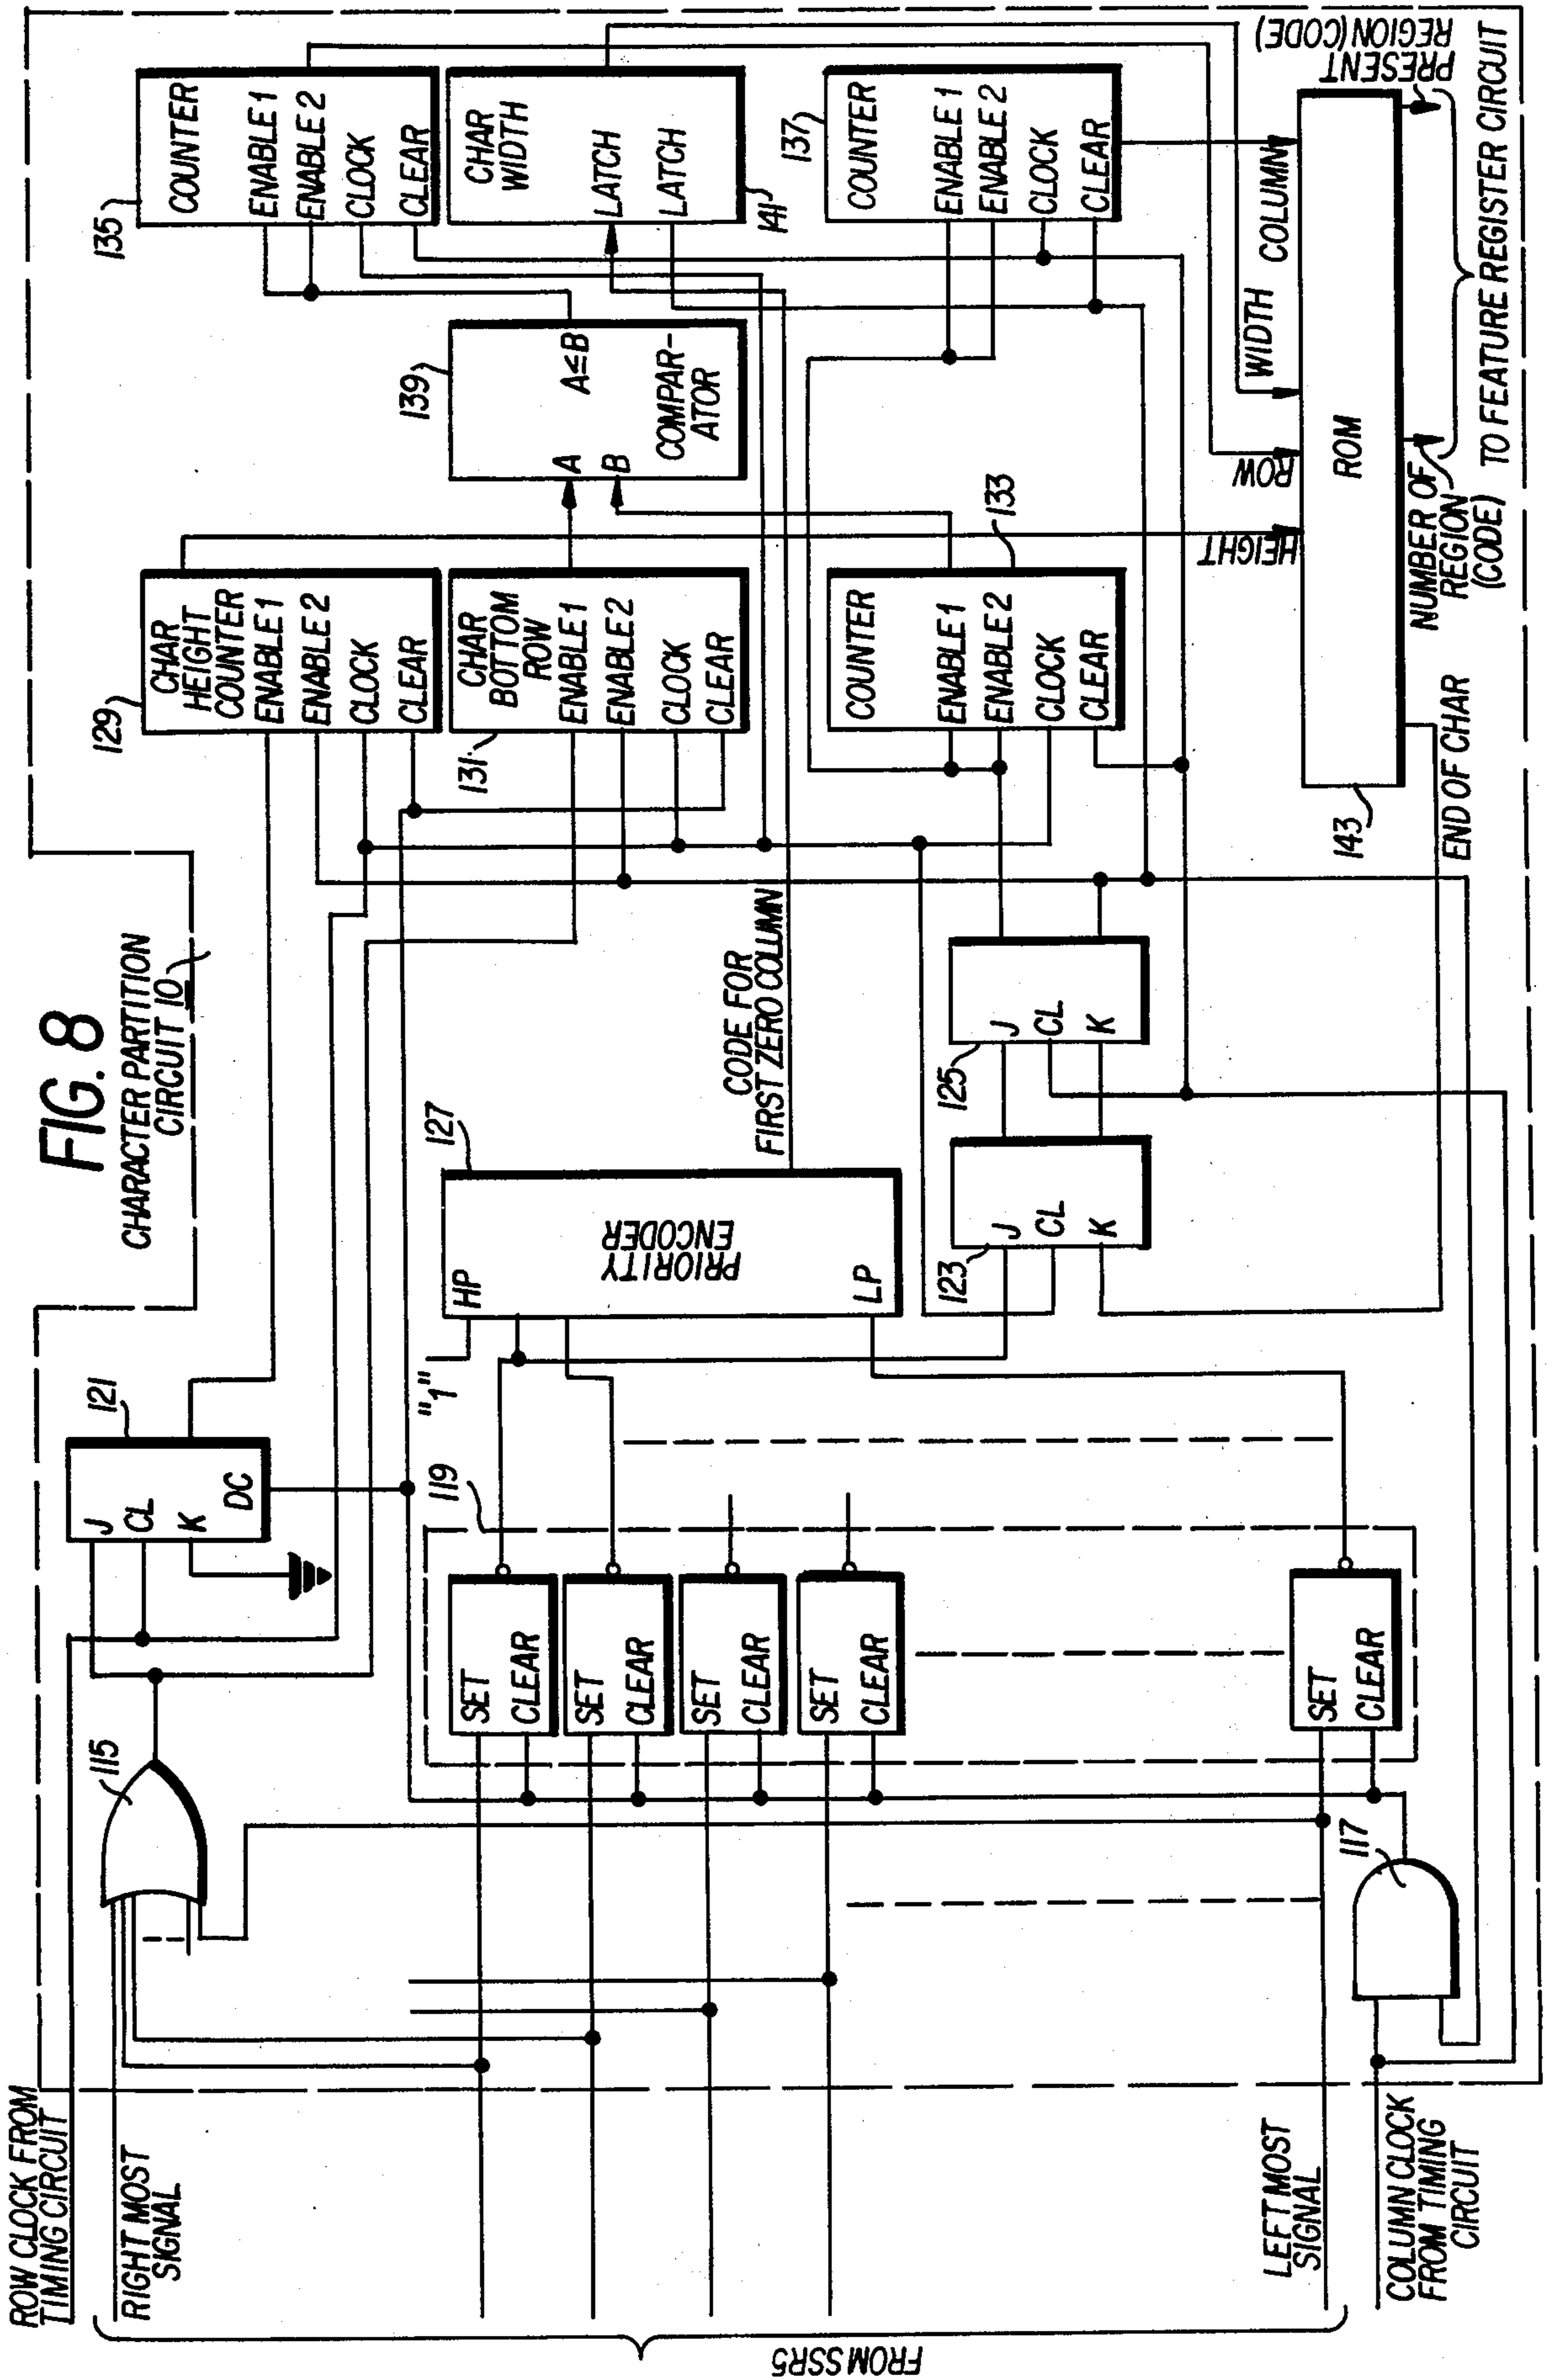 FIG. 8
CHARACTER PARTITION
CIRCUIT 10
ROW CLOCK FROM
TIMING CIRCUIT
RIGHT MOST
SIGNAL
FROM SSR5
LEFT MOST
SIGNAL
COLUMN CLOCK
FROM TIMING
CIRCUIT
115
117
121
J
CL
K
DC
119
SET
CLEAR
SET
CLEAR
SET
CLEAR
SET
CLEAR
SET
CLEAR
"1"
127
HP
PRIORITY
ENCODER
LP
CODE FOR
FIRST ZERO COLUMN
123
J
CL
K
125
J
CL
K
129
CHAR
HEIGHT
COUNTER
ENABLE 1
ENABLE 2
CLOCK
CLEAR
131
CHAR
BOTTOM
ROW
ENABLE 1
ENABLE 2
CLOCK
CLEAR
133
COUNTER
ENABLE 1
ENABLE 2
CLOCK
CLEAR
139
A
B
A≤B
COMPAR-
ATOR
135
COUNTER
ENABLE 1
ENABLE 2
CLOCK
CLEAR
CHAR
WIDTH
LATCH
LATCH
141
137
COUNTER
ENABLE 1
ENABLE 2
CLOCK
CLEAR
HEIGHT
ROW
WIDTH
COLUMN
ROM
143
END OF CHAR
NUMBER OF
REGION
(CODE)
PRESENT
REGION (CODE)
TO FEATURE REGISTER CIRCUIT